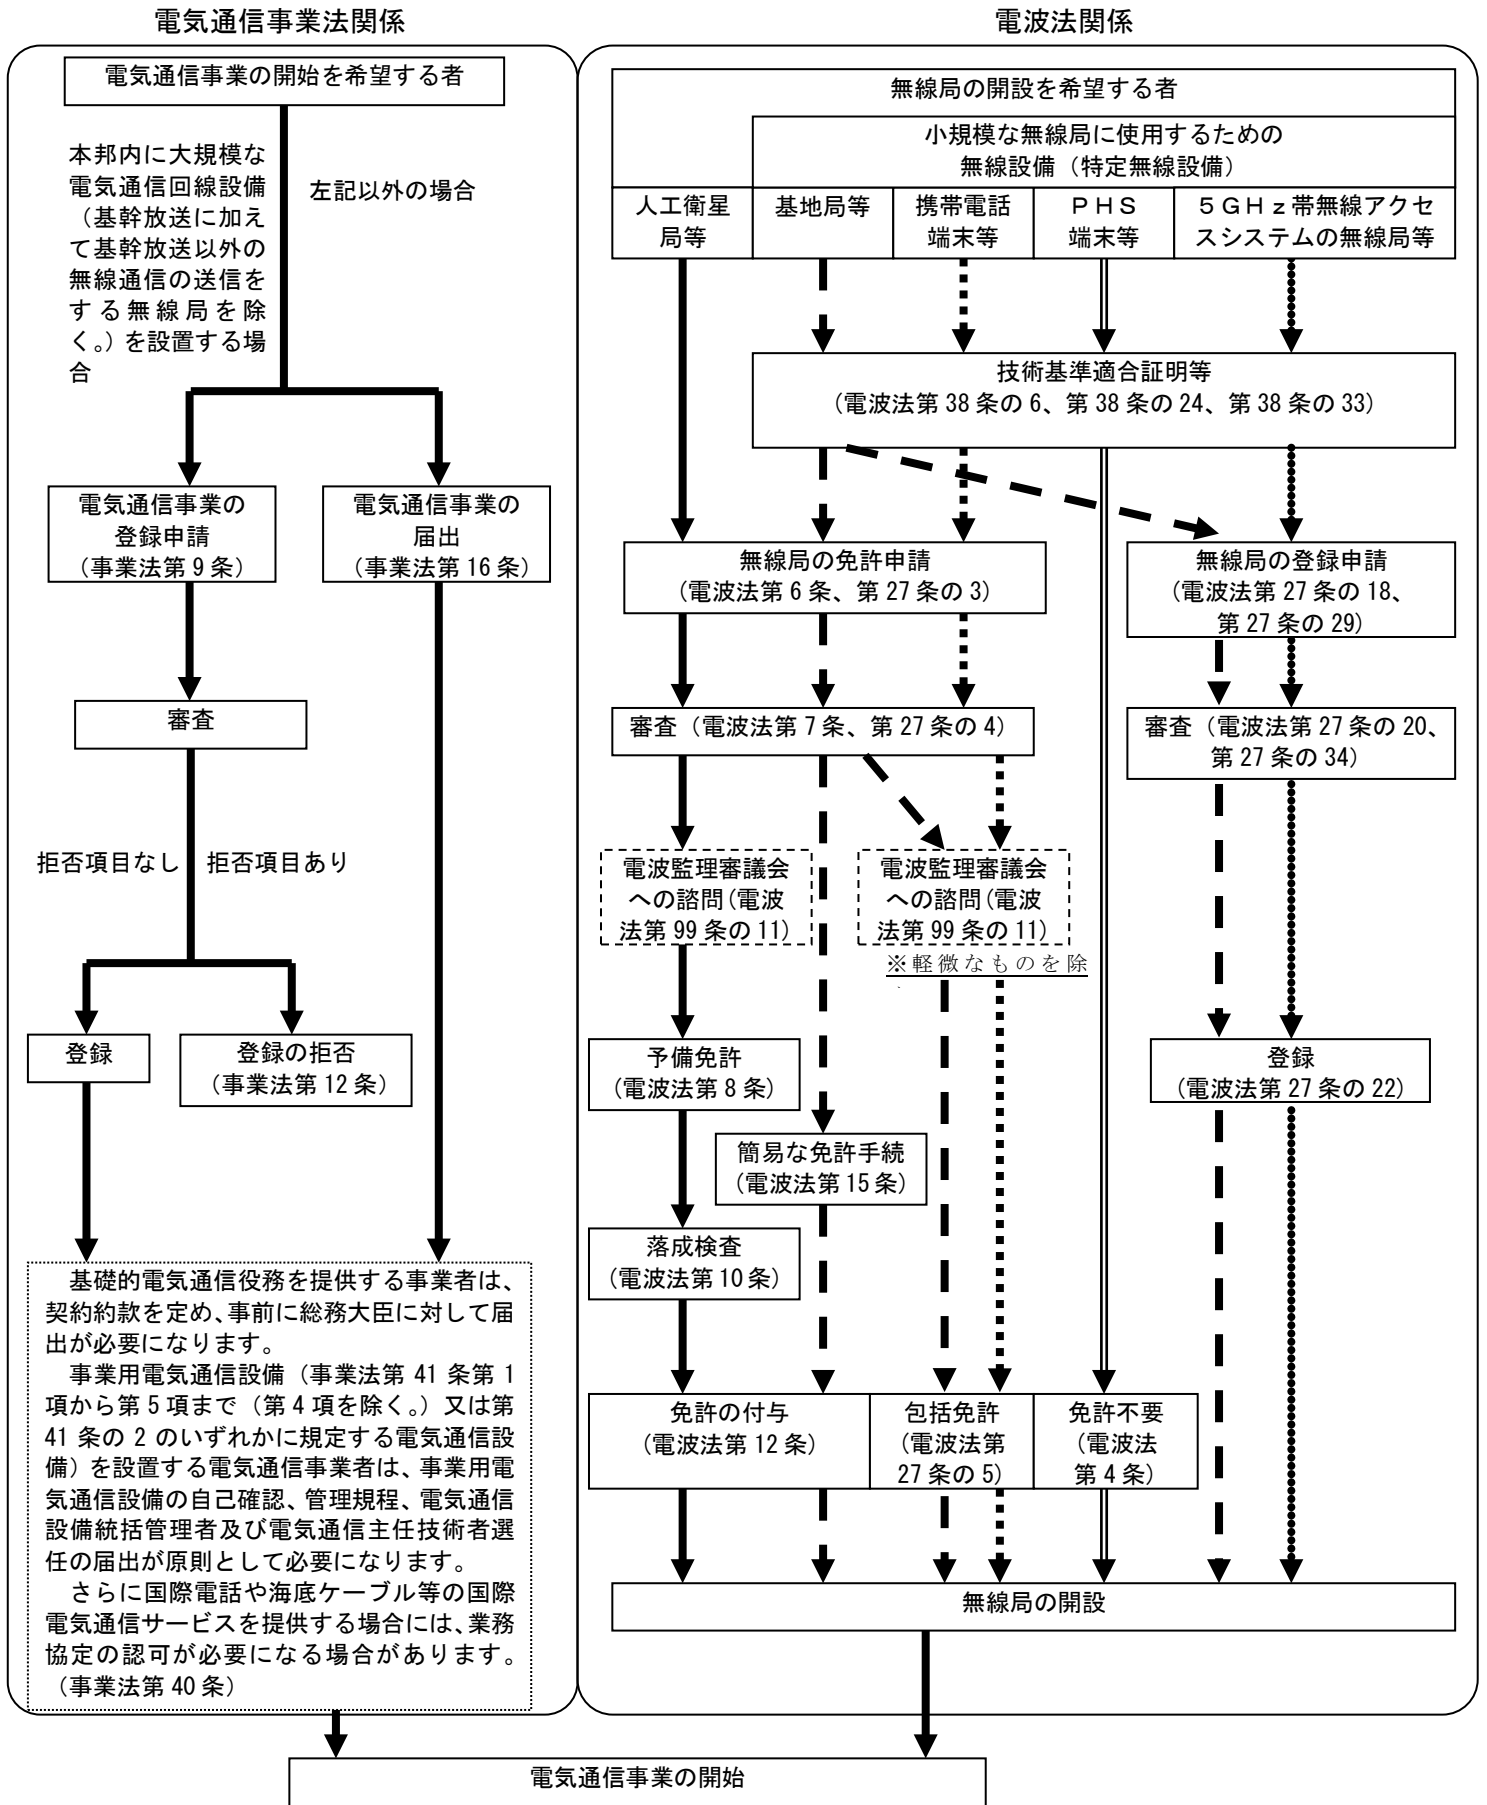 電気通信事業法関係
電気通信事業の開始を希望する者
本邦内に大規模な
電気通信回線設備
（基幹放送に加え
て基幹放送以外の
無線通信の送信を
する無線局を除
く。）を設置する場
合
左記以外の場合
電気通信事業の
登録申請
（事業法第9条）
電気通信事業の
届出
（事業法第16条）
審査
拒否項目なし
拒否項目あり
登録
登録の拒否
（事業法第12条）
基礎的電気通信役務を提供する事業者は、
契約約款を定め、事前に総務大臣に対して届
出が必要になります。
事業用電気通信設備（事業法第41条第1
項から第5項まで（第4項を除く。）又は第
41条の2のいずれかに規定する電気通信設
備）を設置する電気通信事業者は、事業用電
気通信設備の自己確認、管理規程、電気通信
設備統括管理者及び電気通信主任技術者選
任の届出が原則として必要になります。
さらに国際電話や海底ケーブル等の国際
電気通信サービスを提供する場合には、業務
協定の認可が必要になる場合があります。
（事業法第40条）
電波法関係
無線局の開設を希望する者
小規模な無線局に使用するための
無線設備（特定無線設備）
人工衛星
局等
基地局等
携帯電話
端末等
ＰＨＳ
端末等
５ＧＨｚ帯無線アクセ
スシステムの無線局等
技術基準適合証明等
（電波法第38条の6、第38条の24、第38条の33）
無線局の免許申請
（電波法第6条、第27条の3）
無線局の登録申請
（電波法第27条の18、
第27条の29）
審査（電波法第7条、第27条の4）
審査（電波法第27条の20、
第27条の34）
電波監理審議会
への諮問（電波
法第99条の11）
電波監理審議会
への諮問（電波
法第99条の11）
※軽微なものを除
予備免許
（電波法第8条）
登録
（電波法第27条の22）
簡易な免許手続
（電波法第15条）
落成検査
（電波法第10条）
免許の付与
（電波法第12条）
包括免許
（電波法第
27条の5）
免許不要
（電波法
第4条）
無線局の開設
電気通信事業の開始